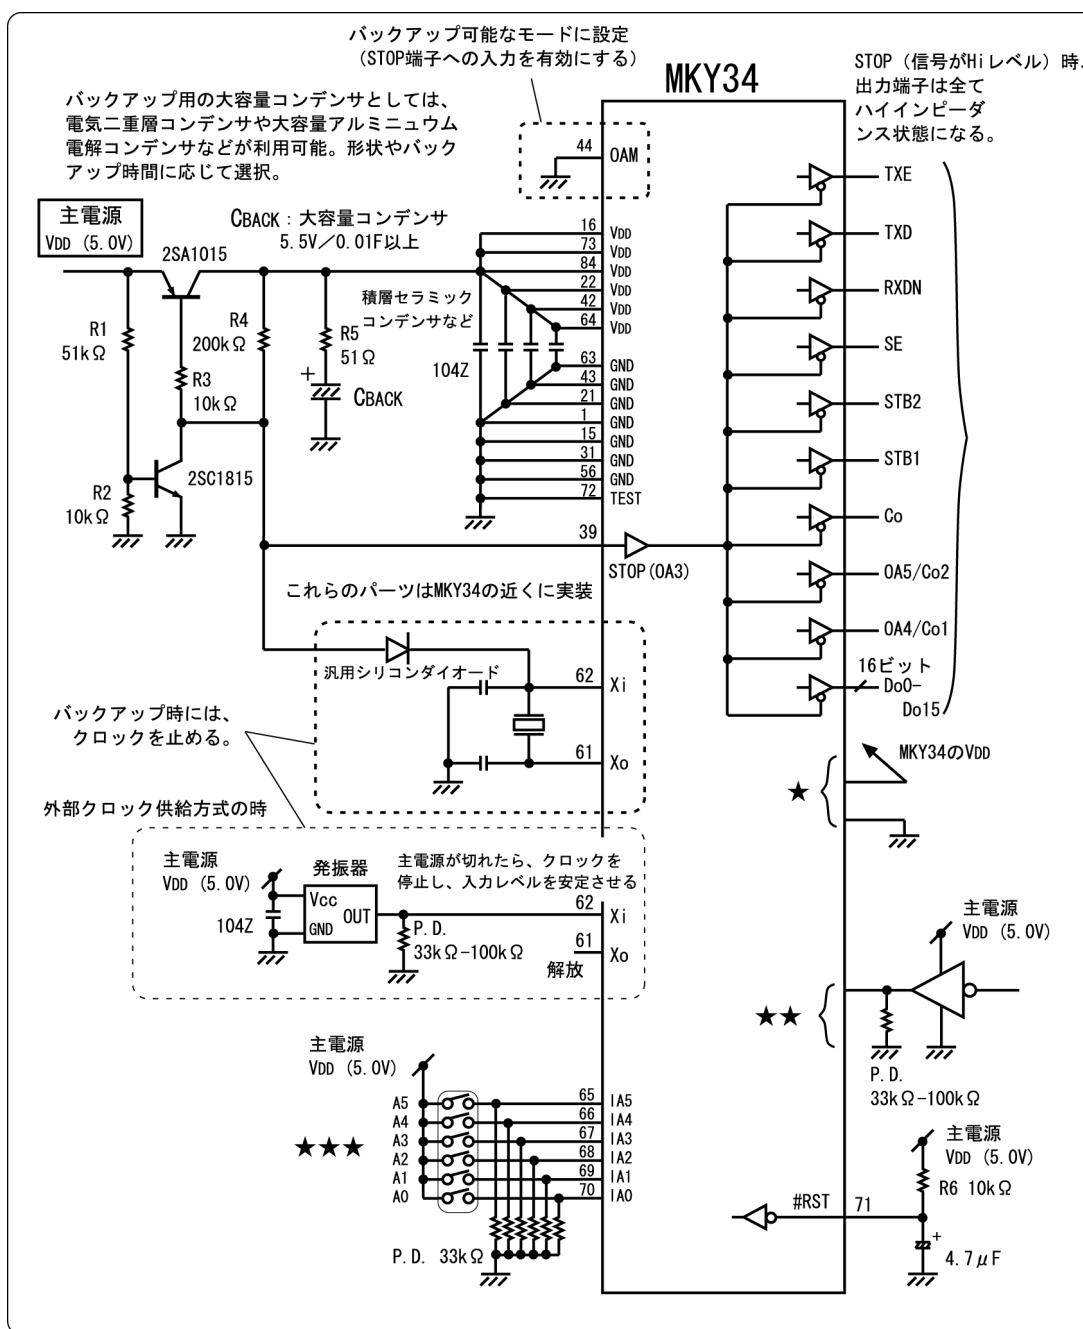 バックアップ可能なモードに設定
（STOP端子への入力を有効にする）
MKY34
STOP（信号がHiレベル）時、
出力端子は全て
ハイインピーダ
ンス状態になる。
バックアップ用の大容量コンデンサとしては、
電気二重層コンデンサや大容量アルミニュウム
電解コンデンサなどが利用可能。形状やバック
アップ時間に応じて選択。
44
OAM
主電源
VDD (5.0V)
CBACK：大容量コンデンサ
5.5V／0.01F以上
2SA1015
R1
51kΩ
R4
200kΩ
R3
10kΩ
R5
51Ω
+
CBACK
R2
10kΩ
2SC1815
積層セラミック
コンデンサなど
104Z
16 VDD
73 VDD
84 VDD
22 VDD
42 VDD
64 VDD
63 GND
43 GND
21 GND
1 GND
15 GND
31 GND
56 GND
72 TEST
39
STOP(OA3)
TXE
TXD
RXDN
SE
STB2
STB1
Co
OA5/Co2
OA4/Co1
16ビット
Do0-
Do15
これらのパーツはMKY34の近くに実装
汎用シリコンダイオード
62 Xi
61 Xo
バックアップ時には、
クロックを止める。
★
MKY34のVDD
外部クロック供給方式の時
主電源
VDD (5.0V)
104Z
発振器
Vcc
GND
OUT
主電源が切れたら、クロックを
停止し、入力レベルを安定させる
P.D.
33kΩ-100kΩ
62 Xi
61 Xo
解放
主電源
VDD (5.0V)
★★
P.D.
33kΩ-100kΩ
主電源
VDD (5.0V)
★★★
A5 65 IA5
A4 66 IA4
A3 67 IA3
A2 68 IA2
A1 69 IA1
A0 70 IA0
P.D. 33kΩ
主電源
VDD (5.0V)
R6 10kΩ
#RST 71
+
4.7μF